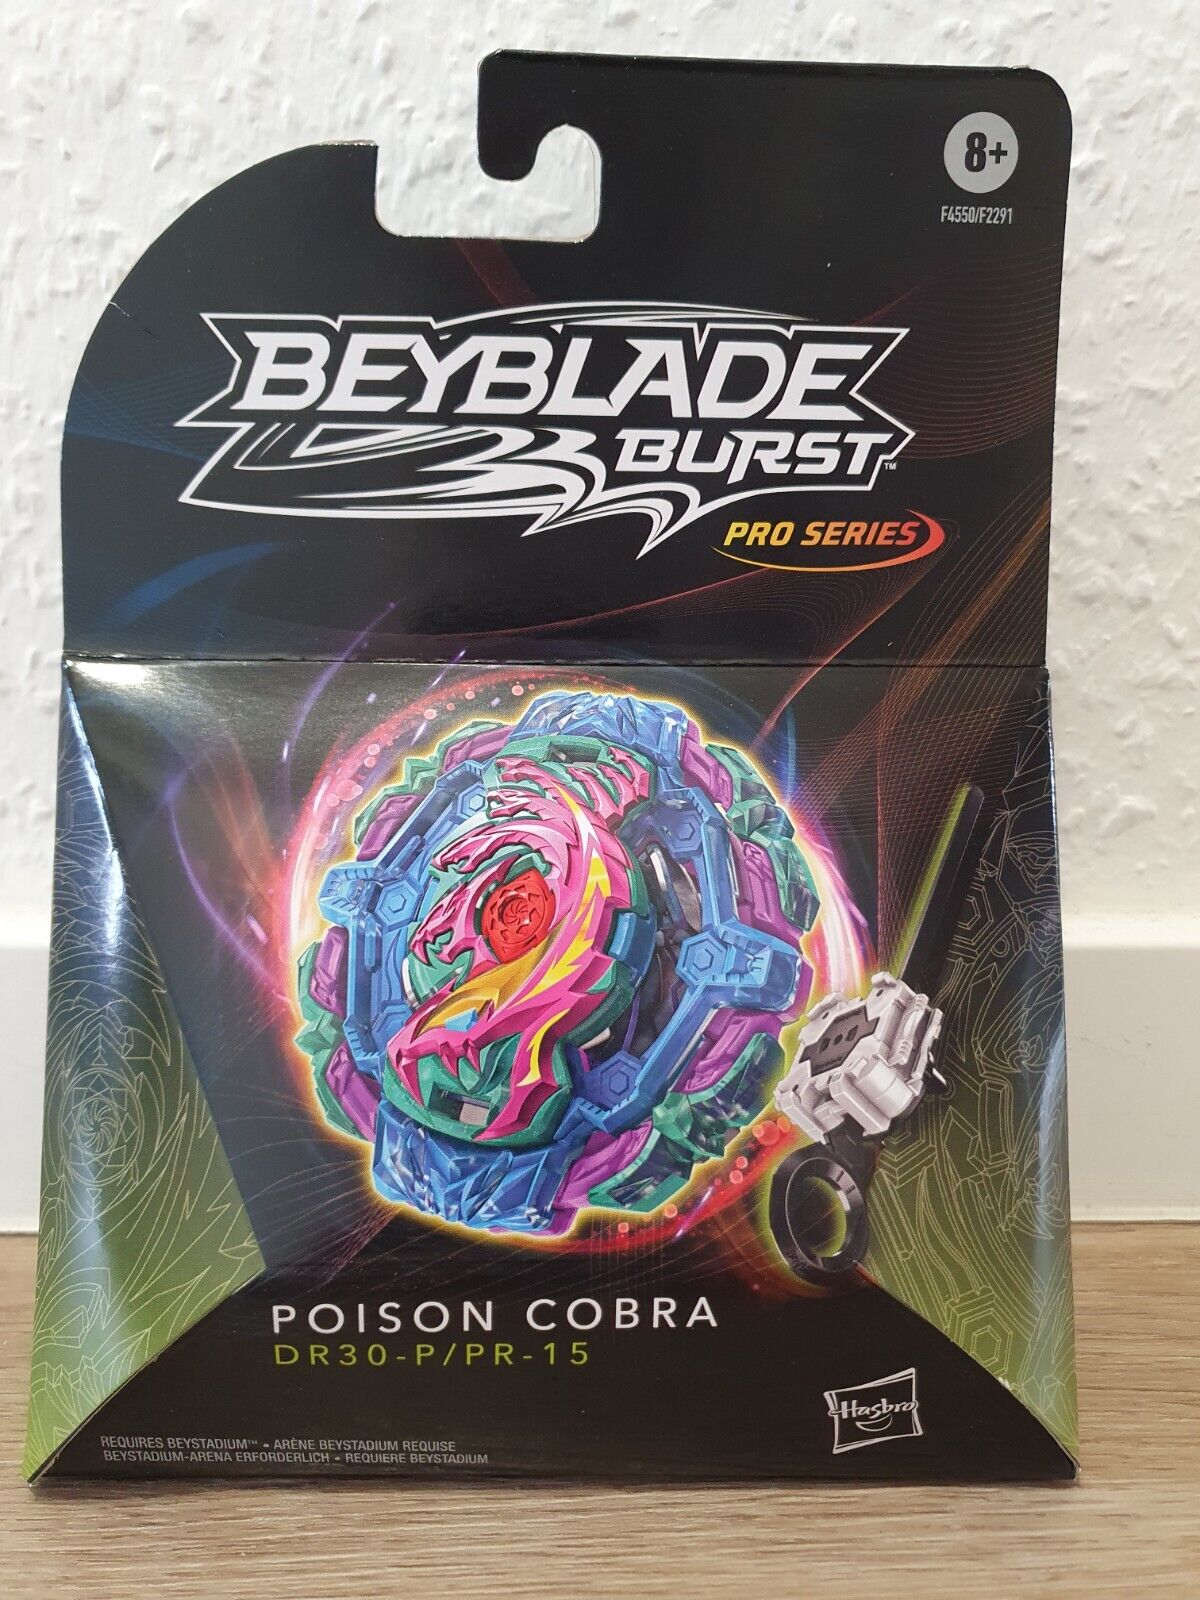 8+
F4550/F2291
BEYBLADE
BURST™
PRO SERIES
POISON COBRA
DR30-P/PR-15
Hasbro
REQUIRES BEYSTADIUM™ • ARÈNE BEYSTADIUM REQUISE
BEYSTADIUM-ARENA ERFORDERLICH • REQUIERE BEYSTADIUM